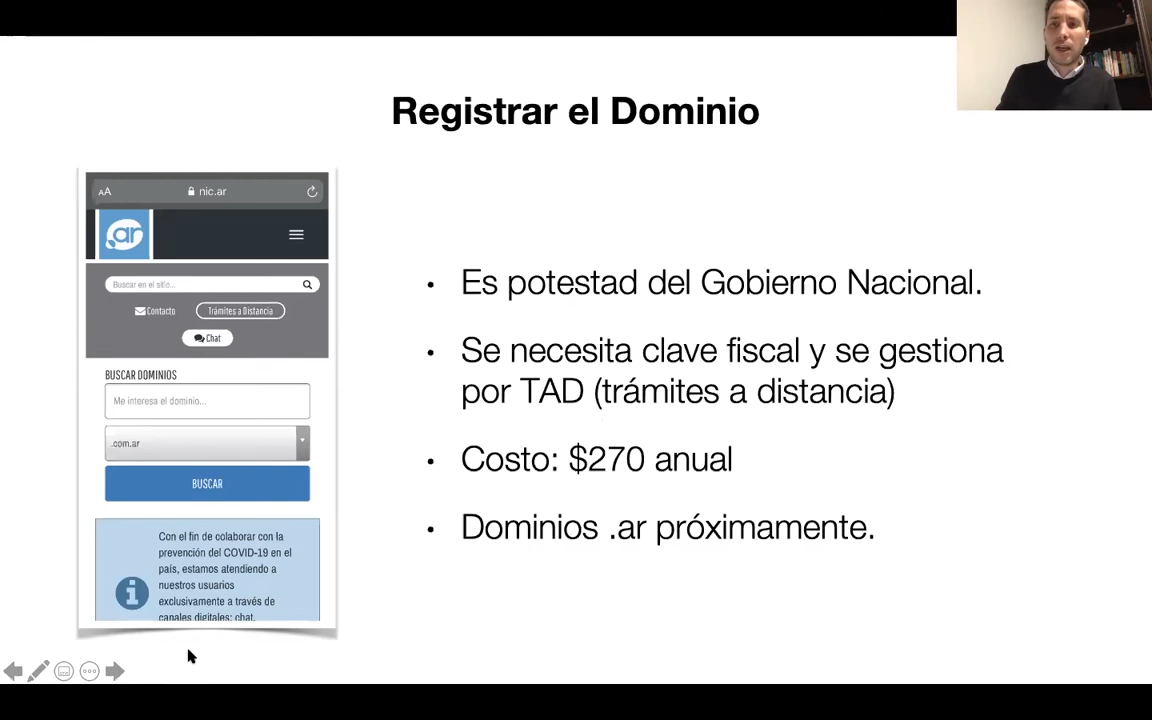 Registrar el Dominio
AA
nic.ar
.ar
Buscar en el sitio...
Contacto
Trámites a Distancia
Chat
BUSCAR DOMINIOS
Me interesa el dominio...
.com.ar
BUSCAR
Con el fin de colaborar con la
prevención del COVID-19 en el
país, estamos atendiendo a
nuestros usuarios
exclusivamente a través de
canales digitales: chat,
• Es potestad del Gobierno Nacional.
• Se necesita clave fiscal y se gestiona
por TAD (trámites a distancia)
• Costo: $270 anual
• Dominios .ar próximamente.